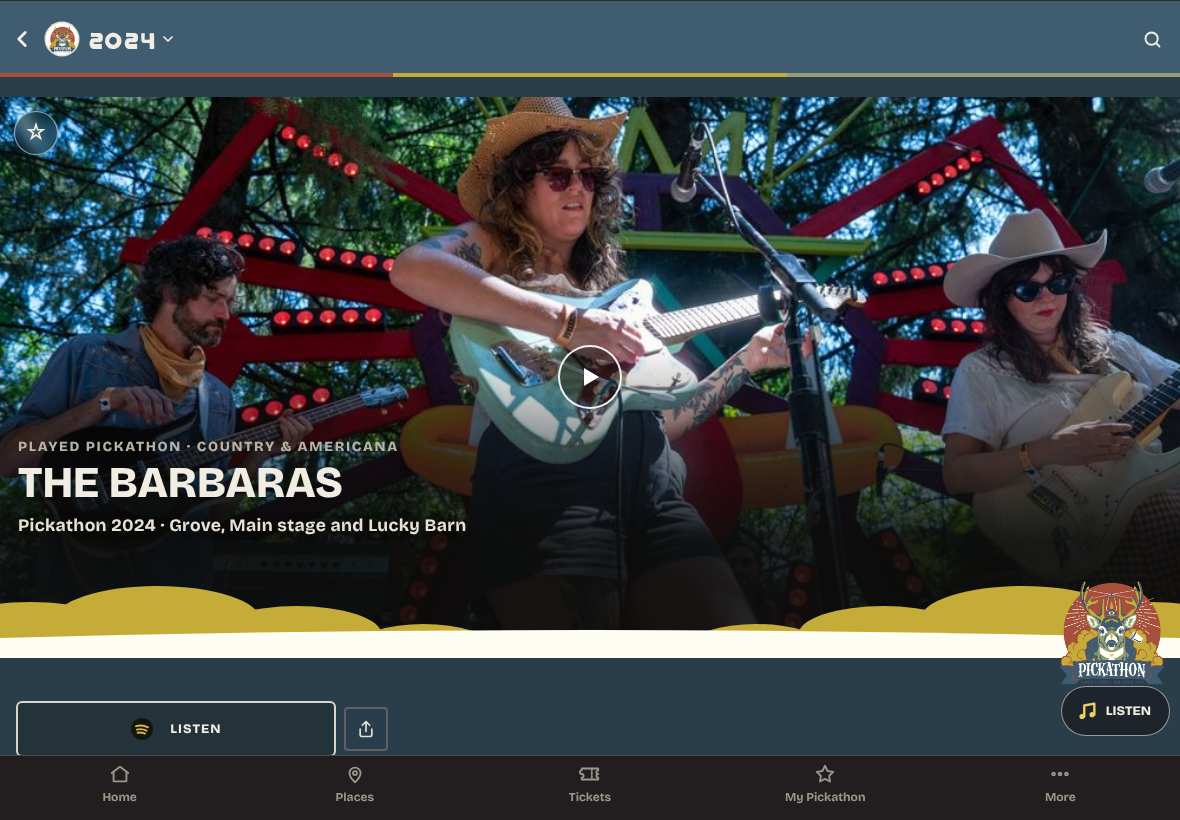 2024
PLAYED PICKATHON · COUNTRY & AMERICANA
THE BARBARAS
Pickathon 2024 · Grove, Main stage and Lucky Barn
PICKATHON
LISTEN
LISTEN
Home
Places
Tickets
My Pickathon
More